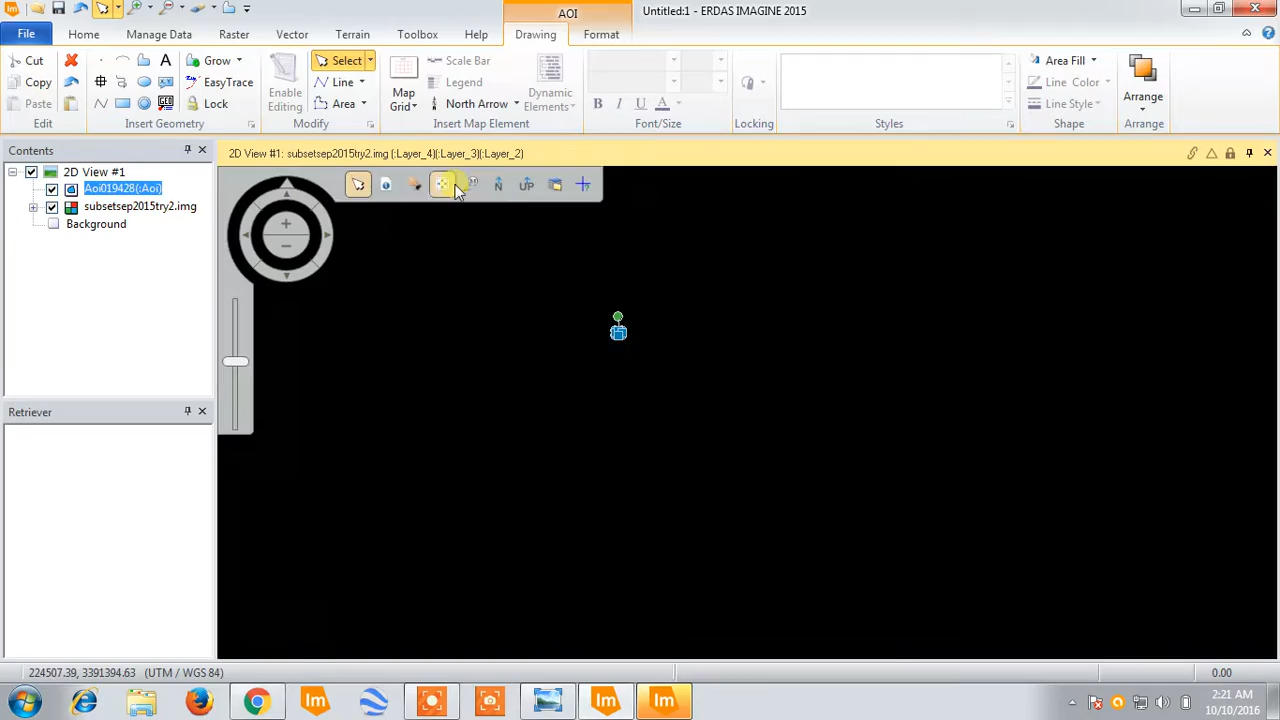 AOI
Untitled:1 - ERDAS IMAGINE 2015
File Home Manage Data Raster Vector Terrain Toolbox Help Drawing Format
Cut Grow Select Scale Bar Area Fill
Copy EasyTrace Line Legend Line Color
Paste Lock Area North Arrow Line Style
Enable Editing
Map Grid
Dynamic Elements
B I U A
Arrange
Edit Insert Geometry Modify Insert Map Element Font/Size Locking Styles Shape Arrange
Contents
2D View #1: subsetsep2015try2.img (:Layer_4)(:Layer_3)(:Layer_2)
2D View #1
Aoi019428(:Aoi)
subsetsep2015try2.img
Background
N UP
Retriever
224507.39, 3391394.63 (UTM / WGS 84) 0.00
Im Im Im
2:21 AM
10/10/2016